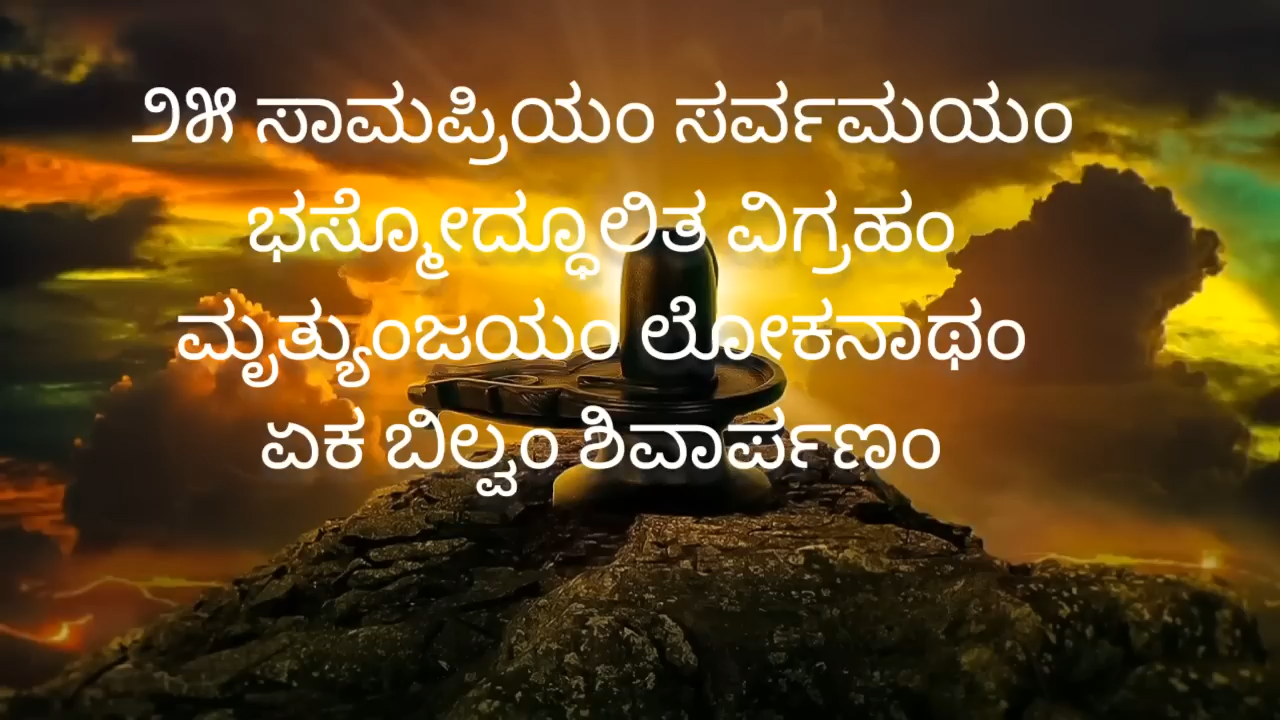 ೨೫ ಸಾಮಪ್ರಿಯಂ ಸರ್ವಮಯಂ
ಭಸ್ಮೋದ್ಧೂಲಿತ ವಿಗ್ರಹಂ
ಮೃತ್ಯುಂಜಯಂ ಲೋಕನಾಥಂ
ಏಕ ಬಿಲ್ವಂ ಶಿವಾರ್ಪಣಂ